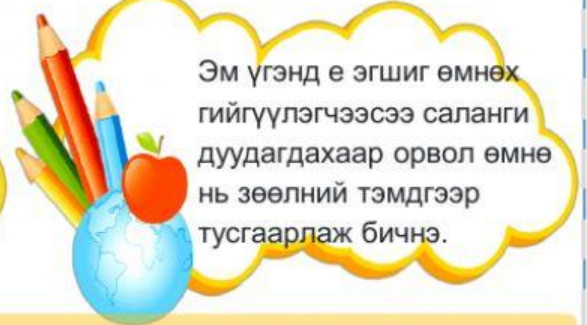 Эм үгэнд е эгшиг өмнөх
гийгүүлэгчээсээ саланги
дуудагдахаар орвол өмнө
нь зөөлний тэмдгээр
тусгаарлаж бичнэ.